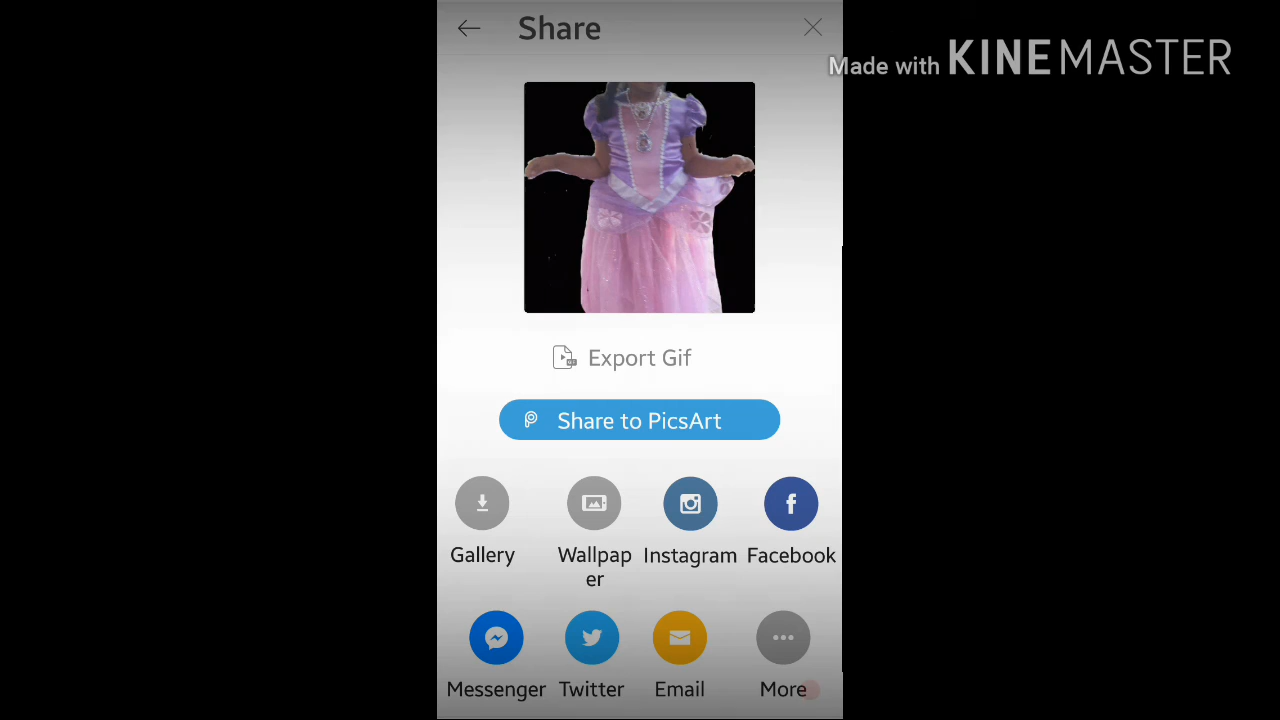 Share
Made with KINEMASTER
Export Gif
Share to PicsArt
Gallery
Wallpap
er
Instagram
Facebook
Messenger
Twitter
Email
More